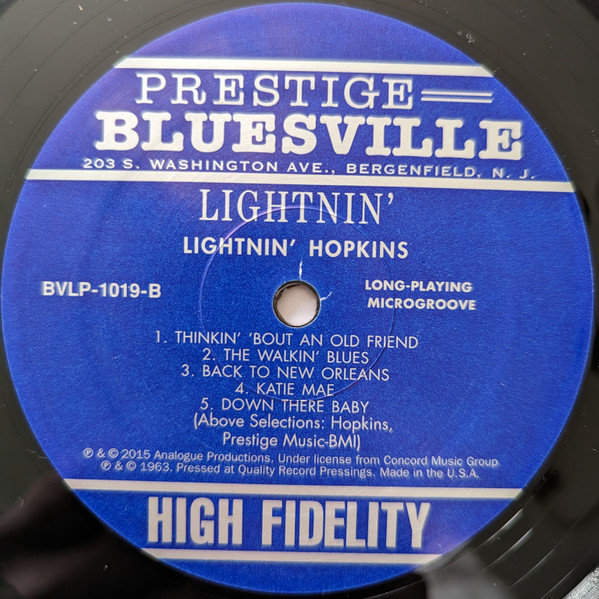 PRESTIGE
BLUESVILLE
203 S. WASHINGTON AVE., BERGENFIELD, N. J.
LIGHTNIN'
LIGHTNIN' HOPKINS
BVLP-1019-B
LONG-PLAYING
MICROGROOVE
1. THINKIN' 'BOUT AN OLD FRIEND
2. THE WALKIN' BLUES
3. BACK TO NEW ORLEANS
4. KATIE MAE
5. DOWN THERE BABY
(Above Selections: Hopkins,
Prestige Music-BMI)
℗ & © 2015 Analogue Productions. Under license from Concord Music Group
℗ & © 1963. Pressed at Quality Record Pressings. Made in the U.S.A.
HIGH FIDELITY